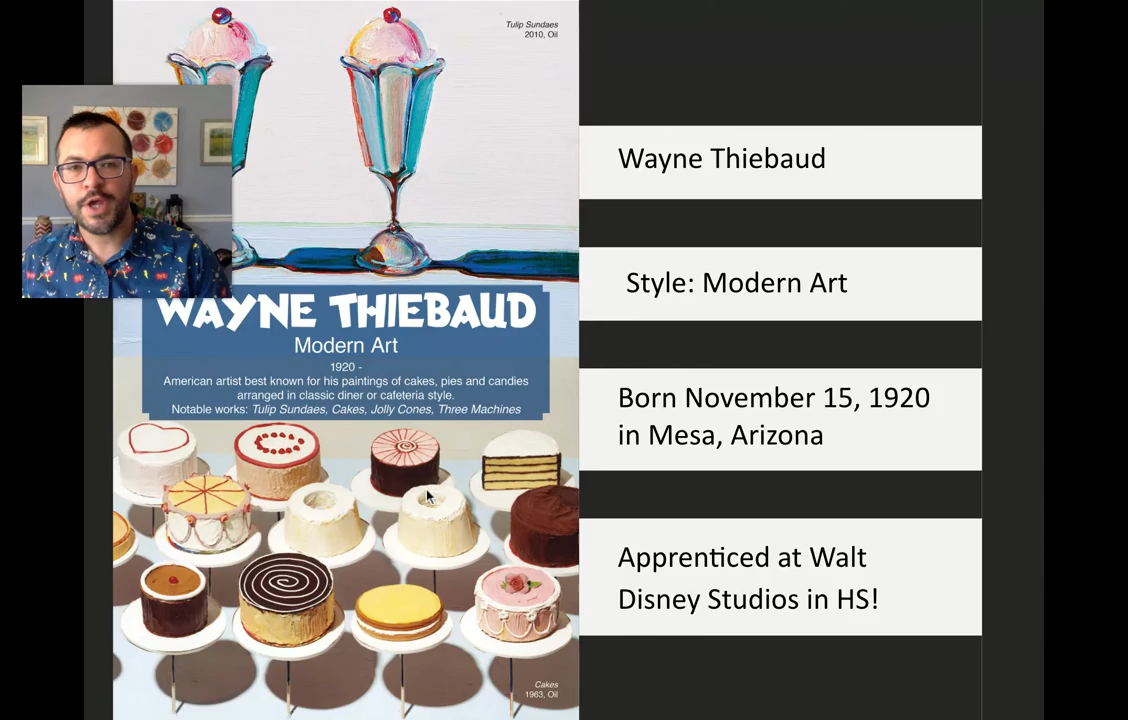 Tulip Sundaes
2010, Oil
WAYNE THIEBAUD
Modern Art
1920 -
American artist best known for his paintings of cakes, pies and candies
arranged in classic diner or cafeteria style.
Notable works: Tulip Sundaes, Cakes, Jolly Cones, Three Machines
Cakes
1963, Oil
Wayne Thiebaud
Style: Modern Art
Born November 15, 1920
in Mesa, Arizona
Apprenticed at Walt
Disney Studios in HS!